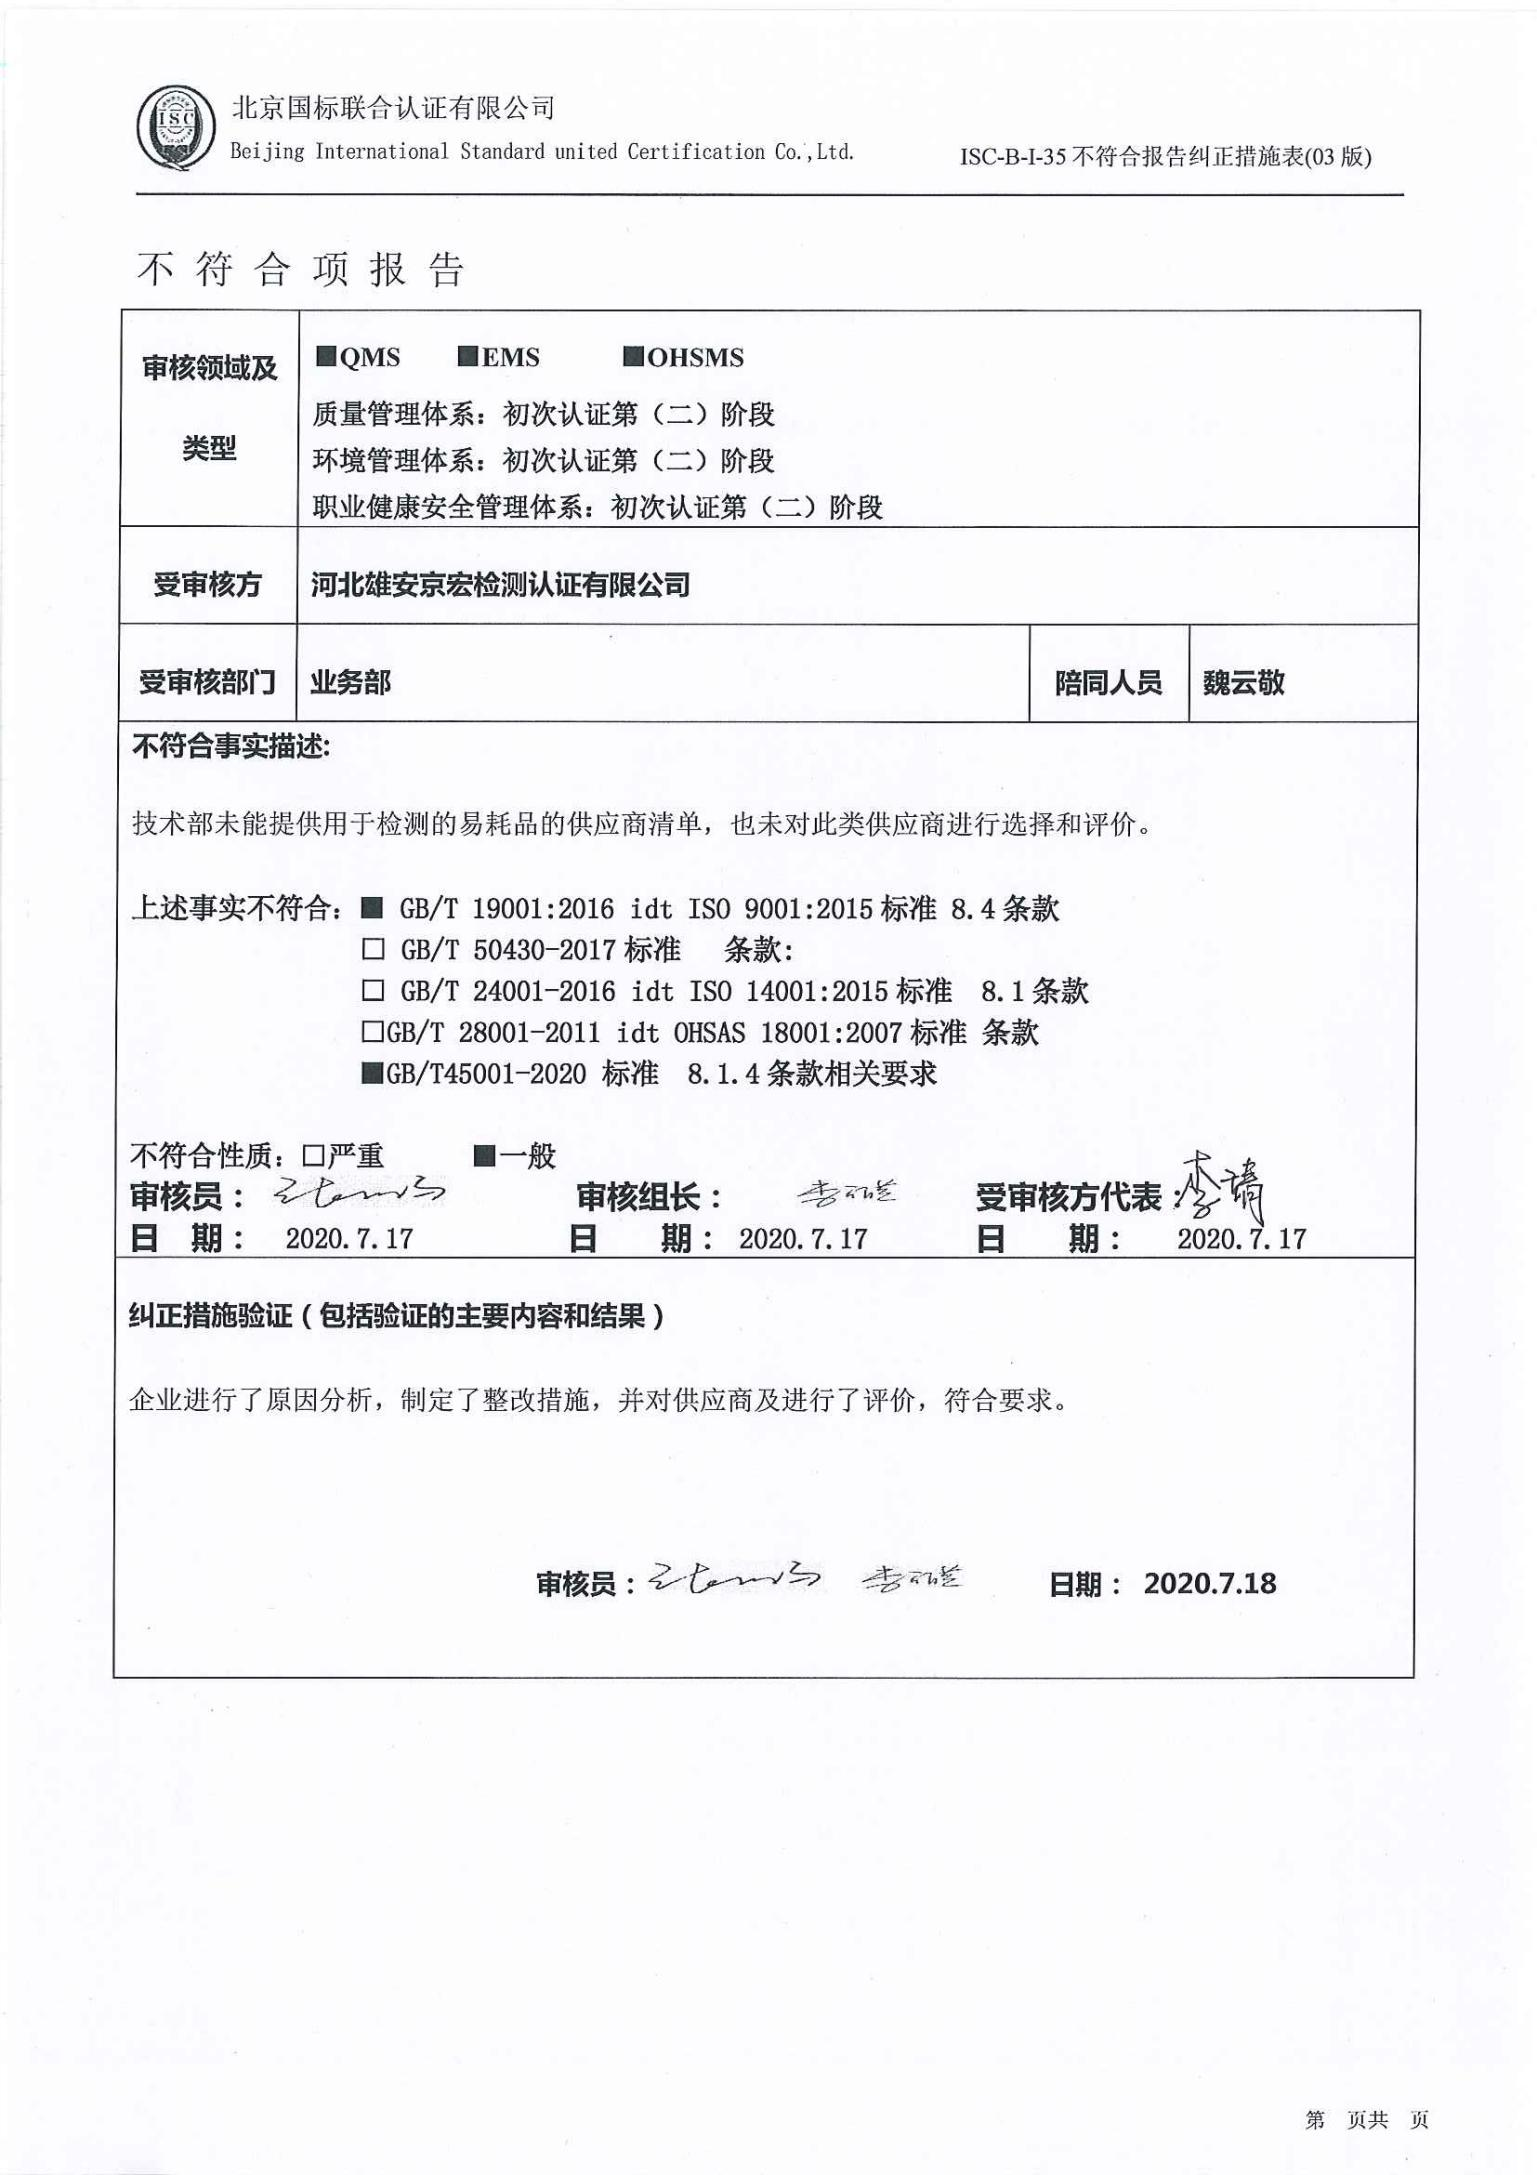 ISC
北京国标联合认证有限公司
Beijing International Standard united Certification Co.,Ltd.
ISC-B-I-35 不符合报告纠正措施表(03 版)
不符合项报告
审核领域及类型
■QMS ■EMS ■OHSMS
质量管理体系：初次认证第（二）阶段
环境管理体系：初次认证第（二）阶段
职业健康安全管理体系：初次认证第（二）阶段
受审核方 河北雄安京宏检测认证有限公司
受审核部门 业务部 陪同人员 魏云敬
不符合事实描述:
技术部未能提供用于检测的易耗品的供应商清单，也未对此类供应商进行选择和评价。
上述事实不符合：■ GB/T 19001:2016 idt ISO 9001:2015 标准 8.4 条款
□ GB/T 50430-2017 标准 条款:
□ GB/T 24001-2016 idt ISO 14001:2015 标准 8.1 条款
□GB/T 28001-2011 idt OHSAS 18001:2007 标准 条款
■GB/T45001-2020 标准 8.1.4 条款相关要求
不符合性质：□严重 ■一般
审核员： 审核组长： 受审核方代表：
日 期： 2020.7.17 日 期： 2020.7.17 日 期： 2020.7.17
纠正措施验证（包括验证的主要内容和结果）
企业进行了原因分析，制定了整改措施，并对供应商及进行了评价，符合要求。
审核员： 日期： 2020.7.18
第 页共 页